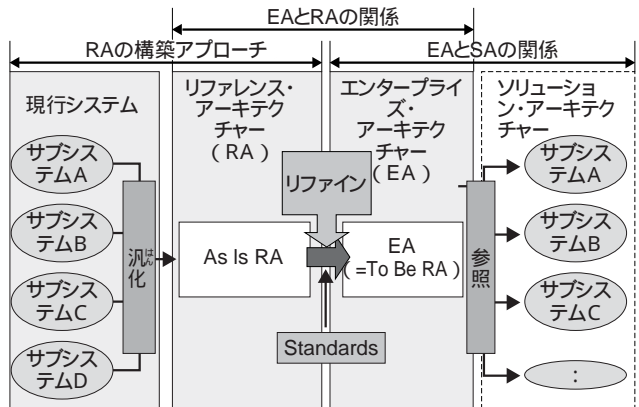 EAとRAの関係
RAの構築アプローチ
EAとSAの関係
現行システム
サブシス
テムA
サブシス
テムB
サブシス
テムC
サブシス
テムD
汎化
はん
リファレンス・
アーキテク
チャー
(RA)
As Is RA
リファイン
Standards
エンタープライ
ズ・
アーキテク
チャー
(EA)
EA
(=To Be RA)
参照
ソリューショ
ン・アーキテク
チャー
サブシス
テムA
サブシス
テムB
サブシス
テムC
: